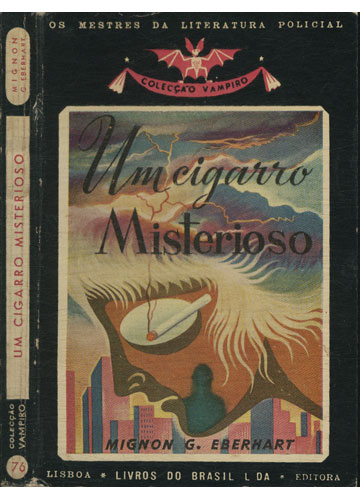 OS MESTRES DA LITERATURA POLICIAL
COLECÇÃO VAMPIRO
Um cigarro
Misterioso
MIGNON G. EBERHART
LISBOA * LIVROS DO BRASIL LDA * EDITORA
MIGNON
G. EBERHART
UM CIGARRO MISTERIOSO
COLECÇÃO
VAMPIRO
76